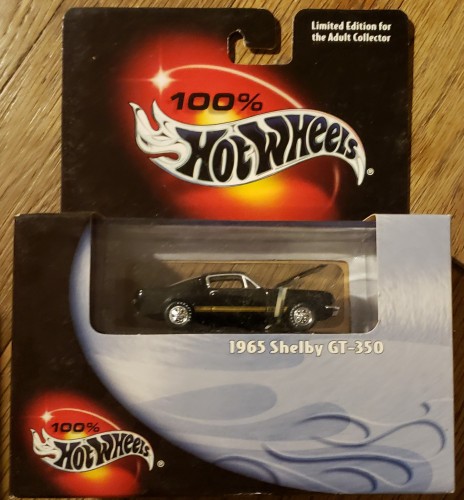 Limited Edition for
the Adult Collector
100%
Hot Wheels®
1965 Shelby GT-350
100%
Hot Wheels®